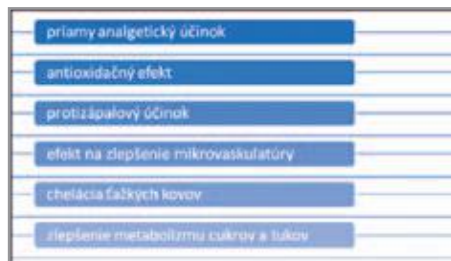 priamy analgetický účinok
antioxidačný efekt
protizápalový účinok
efekt na zlepšenie mikrovaskulatúry
chelácia ťažkých kovov
zlepšenie metabolizmu cukrov a tukov